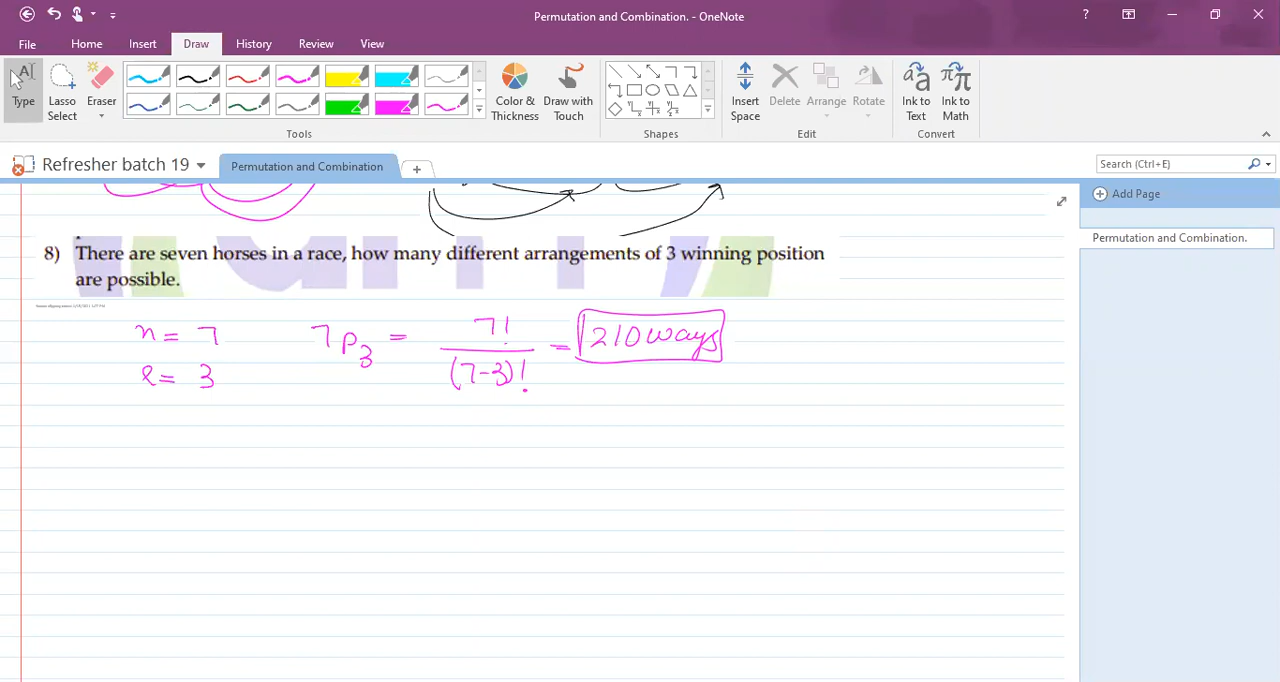 Permutation and Combination. - OneNote
?
File Home Insert Draw History Review View
Type
Lasso Select
Eraser
Color & Thickness
Draw with Touch
Insert Space
Delete
Arrange
Rotate
Ink to Text
Ink to Math
Tools Shapes Edit Convert
Refresher batch 19
Permutation and Combination
Search (Ctrl+E)
Add Page
Permutation and Combination.
8) There are seven horses in a race, how many different arrangements of 3 winning position
are possible.
n = 7
r = 3
7P3 = 7! / (7-3)! = 210 ways